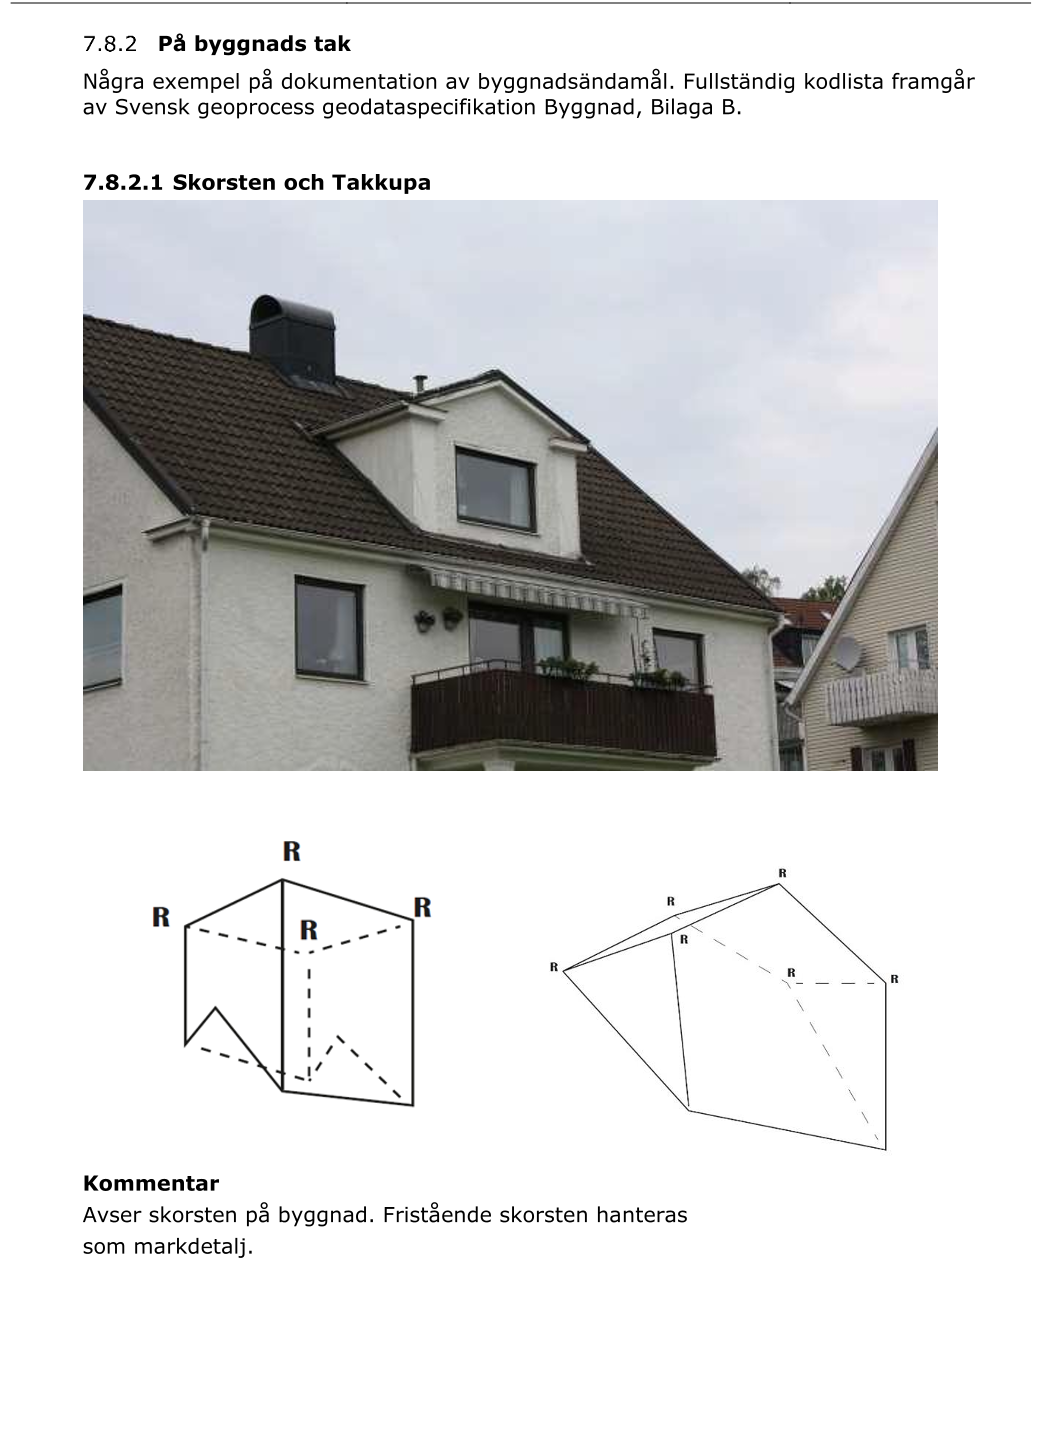 7.8.2 På byggnads tak
Några exempel på dokumentation av byggnadsändamål. Fullständig kodlista framgår
av Svensk geoprocess geodataspecifikation Byggnad, Bilaga B.
7.8.2.1 Skorsten och Takkupa
R
R
R
R
R
R
R
R
R
R
Kommentar
Avser skorsten på byggnad. Fristående skorsten hanteras
som markdetalj.